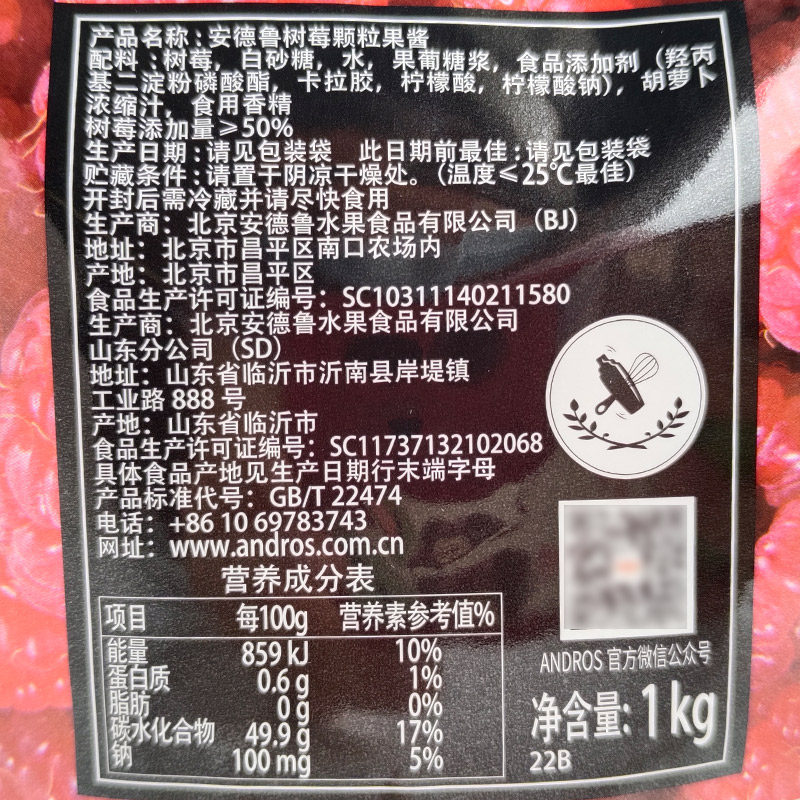 产品名称：安德鲁树莓颗粒果酱
配料：树莓，白砂糖，水，果葡糖浆，食品添加剂（羟丙
基二淀粉磷酸酯，卡拉胶，柠檬酸，柠檬酸钠），胡萝卜
浓缩汁，食用香精
树莓添加量≥50%
生产日期：请见包装袋 此日期前最佳：请见包装袋
贮藏条件：请置于阴凉干燥处。（温度≤25℃最佳）
开封后需冷藏并请尽快食用
生产商：北京安德鲁水果食品有限公司（BJ）
地址：北京市昌平区南口农场内
产地：北京市昌平区
食品生产许可证编号：SC10311140211580
生产商：北京安德鲁水果食品有限公司
山东分公司（SD）
地址：山东省临沂市沂南县岸堤镇
工业路 888 号
产地：山东省临沂市
食品生产许可证编号：SC11737132102068
具体食品产地见生产日期行末端字母
产品标准代号：GB/T 22474
电话：+86 10 69783743
网址：www.andros.com.cn
营养成分表
项目 每100g 营养素参考值%
能量 859 kJ 10%
蛋白质 0.6 g 1%
脂肪 0 g 0%
碳水化合物 49.9 g 17%
钠 100 mg 5%
ANDROS 官方微信公众号
净含量：1kg
22B